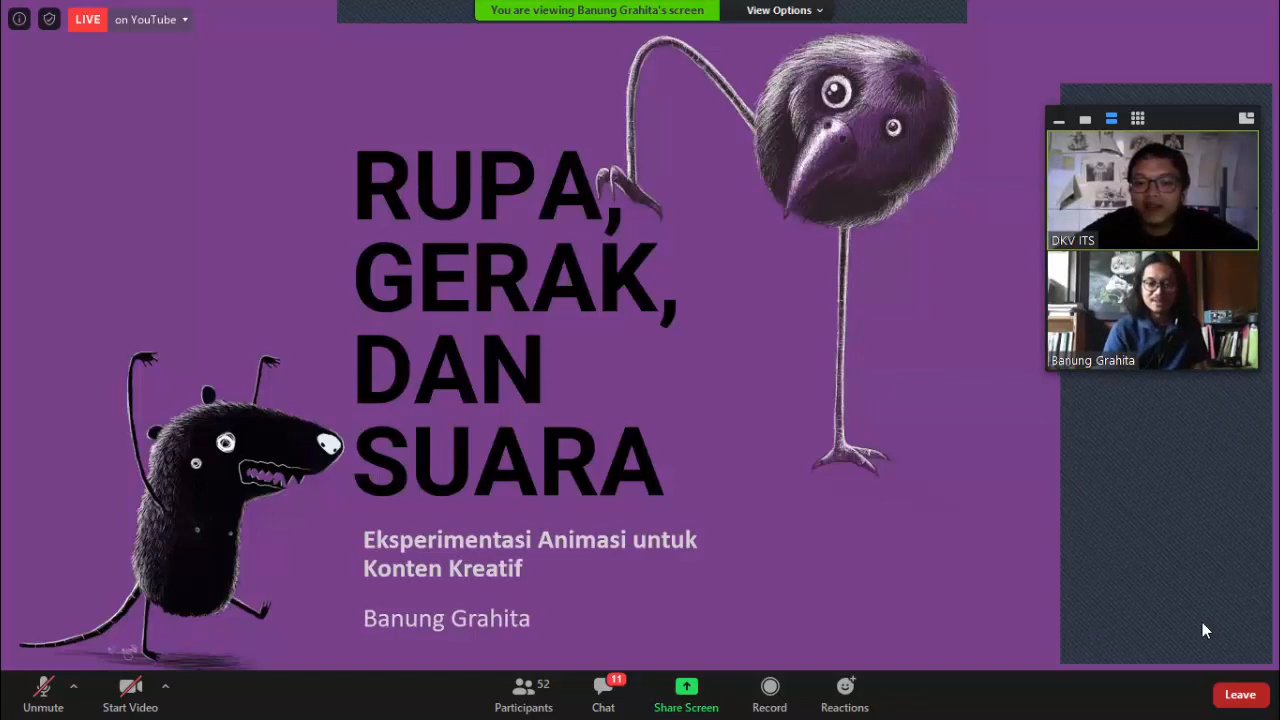 LIVE on YouTube
You are viewing Banung Grahita's screen
View Options
RUPA,
GERAK,
DAN
SUARA
Eksperimentasi Animasi untuk
Konten Kreatif
Banung Grahita
DKV ITS
Banung Grahita
Unmute
Start Video
52
Participants
11
Chat
Share Screen
Record
Reactions
Leave